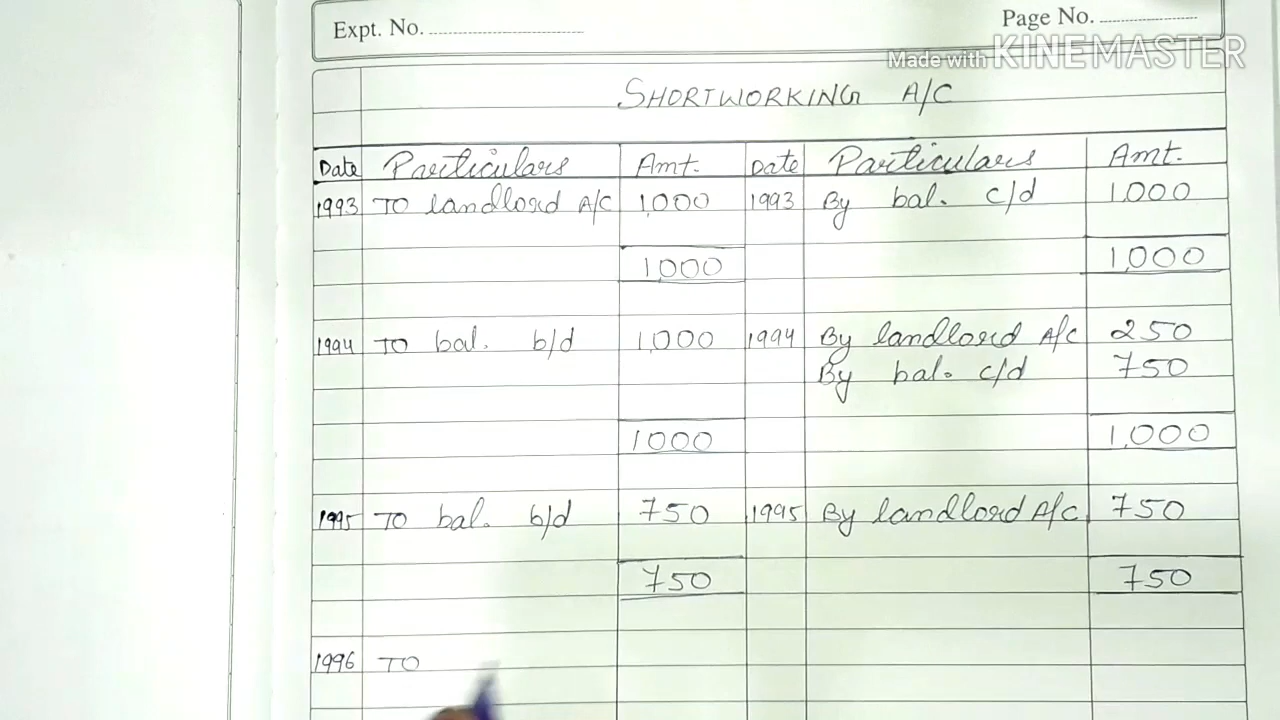 Expt. No.
Page No.
Made with KINEMASTER
SHORTWORKING A/C
Date Particulars Amt. Date Particulars Amt.
1993 TO landlord A/C 1,000 1993 By bal. c/d 1,000
1,000 1,000
1994 TO bal. b/d 1,000 1994 By landlord A/C 250
By bal. c/d 750
1000 1,000
1995 TO bal. b/d 750 1995 By landlord A/C 750
750 750
1996 TO